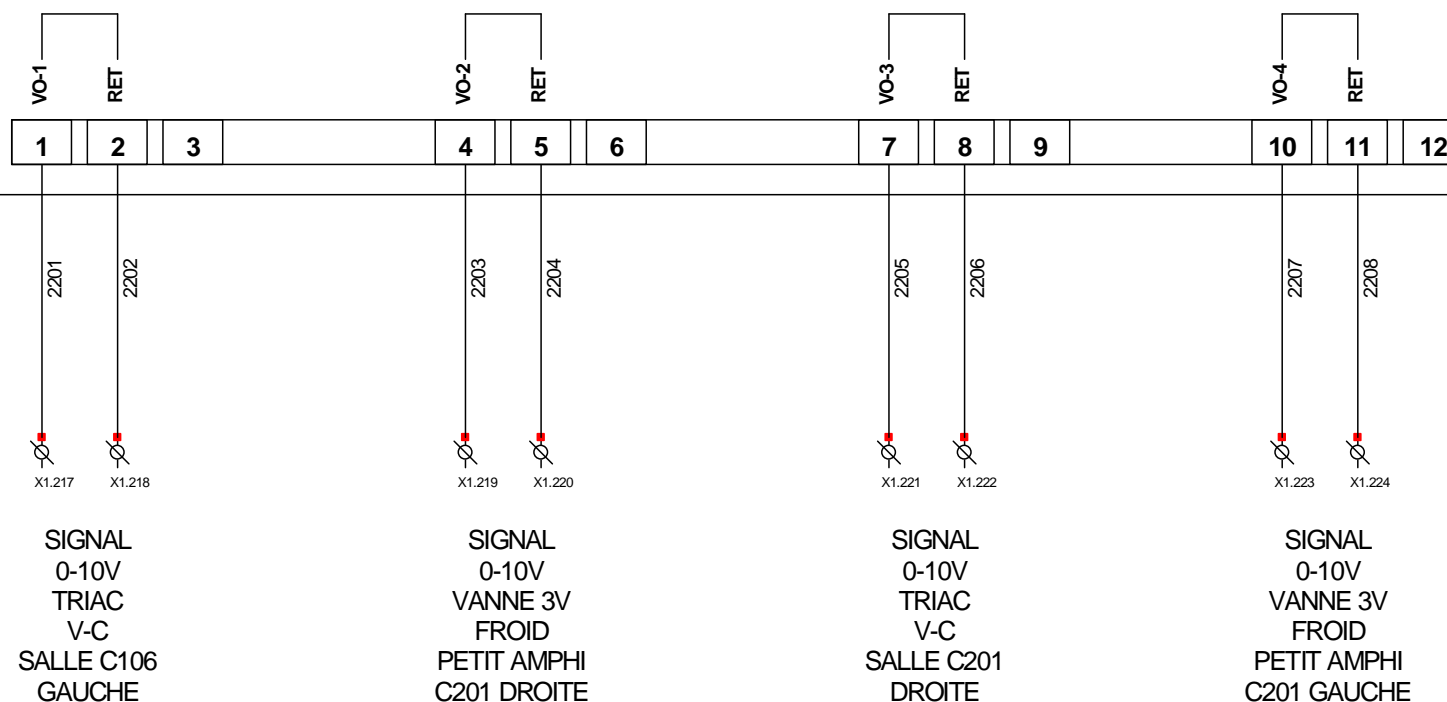 VO-1 RET VO-2 RET VO-3 RET VO-4 RET
1 2 3 4 5 6 7 8 9 10 11 12
2201 2202 2203 2204 2205 2206 2207 2208
X1.217 X1.218 X1.219 X1.220 X1.221 X1.222 X1.223 X1.224
SIGNAL
0-10V
TRIAC
V-C
SALLE C106
GAUCHE
SIGNAL
0-10V
VANNE 3V
FROID
PETIT AMPHI
C201 DROITE
SIGNAL
0-10V
TRIAC
V-C
SALLE C201
DROITE
SIGNAL
0-10V
VANNE 3V
FROID
PETIT AMPHI
C201 GAUCHE